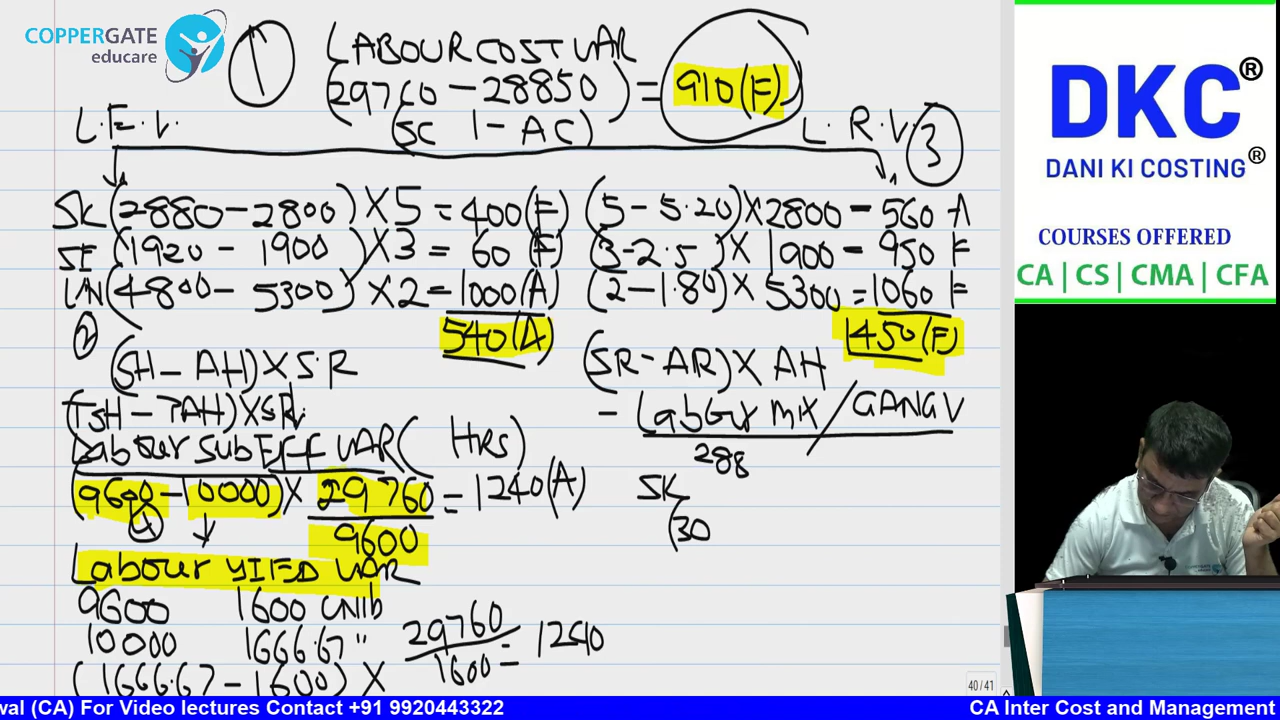 COPPERGATE
educare
1
LABOUR COST VAR
(29760 - 28850) = 910(F)
(SC - AC)
L.E.V.
L.R.V. 3
SK (2880 - 2800) X 5 = 400(F)
(5 - 5.20) X 2800 = 560 A
(1920 - 1900) X 3 = 60 (F)
(3 - 2.5) X 1900 = 950 F
UN (4800 - 5300) X 2 = 1000(A)
(2 - 1.80) X 5300 = 1060 F
2
540(A)
1450(F)
(SH - AH) X S.R
(SR - AR) X AH
(TSH - TAH) X SR
- Labour mix / GANG V
Labour sub Eff VAR (HRS)
288
(9600 - 10000) X 29760 / 9600 = 1240(A)
SK
(30
4
Labour YIELD VAR
9600 1600 UNIB
10000 1666.67 "
29760 / 1600 = 1240
(1666.67 - 1600) X
DKC®
DANI KI COSTING®
COURSES OFFERED
CA | CS | CMA | CFA
40 / 41
wal (CA) For Video lectures Contact +91 9920443322
CA Inter Cost and Management